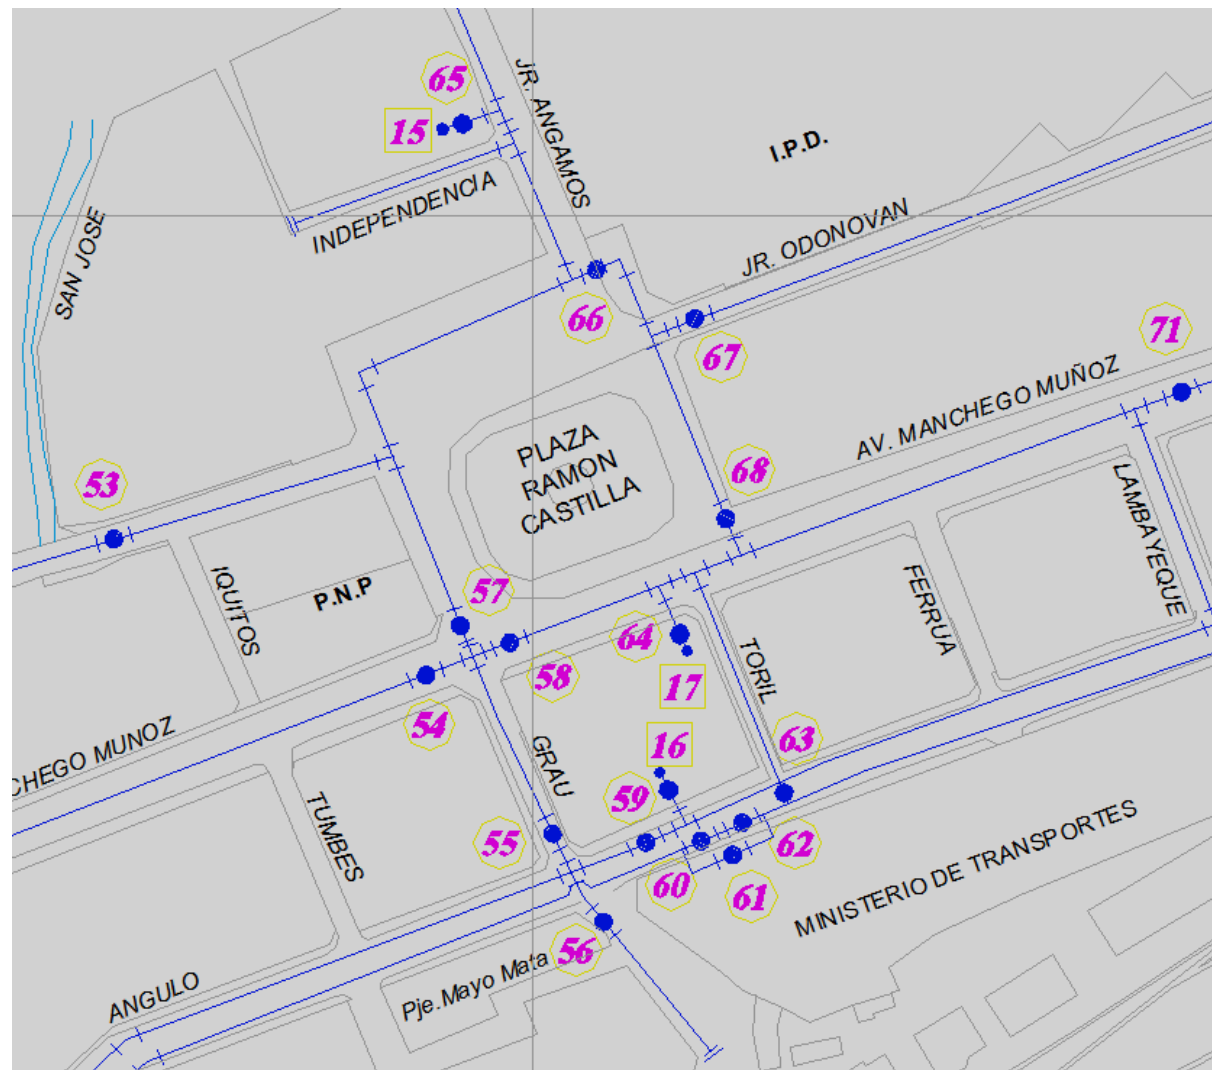 65
15
JR. ANGAMOS
I.P.D.
INDEPENDENCIA
SAN JOSE
JR. ODONOVAN
66
67
71
AV. MANCHEGO MUÑOZ
PLAZA
RAMON
CASTILLA
68
53
LAMBAYEQUE
IQUITOS
P.N.P
57
FERRUA
64
TORIL
58
17
54
CHEGO MUNOZ
16
63
GRAU
59
TUMBES
55
62
60
61
MINISTERIO DE TRANSPORTES
56
Pje.Mayo Mata
ANGULO